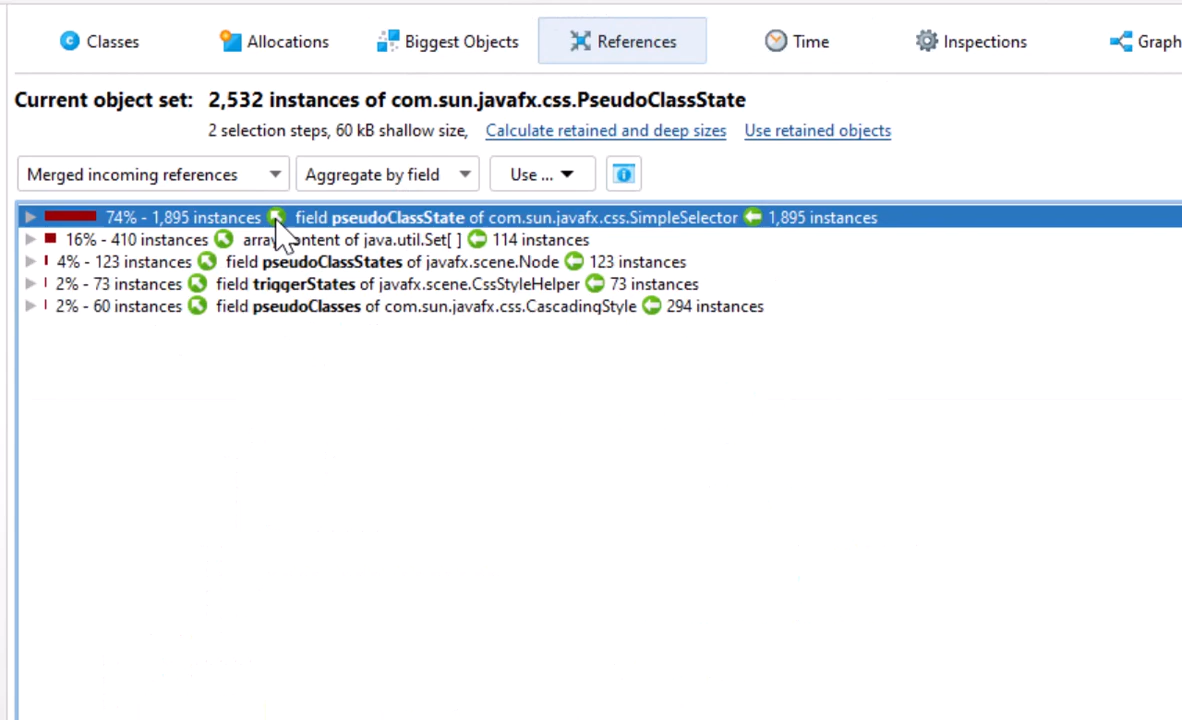 Classes Allocations Biggest Objects References Time Inspections Graph
Current object set: 2,532 instances of com.sun.javafx.css.PseudoClassState
2 selection steps, 60 kB shallow size, Calculate retained and deep sizes Use retained objects
Merged incoming references Aggregate by field Use ...
74% - 1,895 instances field pseudoClassState of com.sun.javafx.css.SimpleSelector 1,895 instances
16% - 410 instances array content of java.util.Set[ ] 114 instances
4% - 123 instances field pseudoClassStates of javafx.scene.Node 123 instances
2% - 73 instances field triggerStates of javafx.scene.CssStyleHelper 73 instances
2% - 60 instances field pseudoClasses of com.sun.javafx.css.CascadingStyle 294 instances